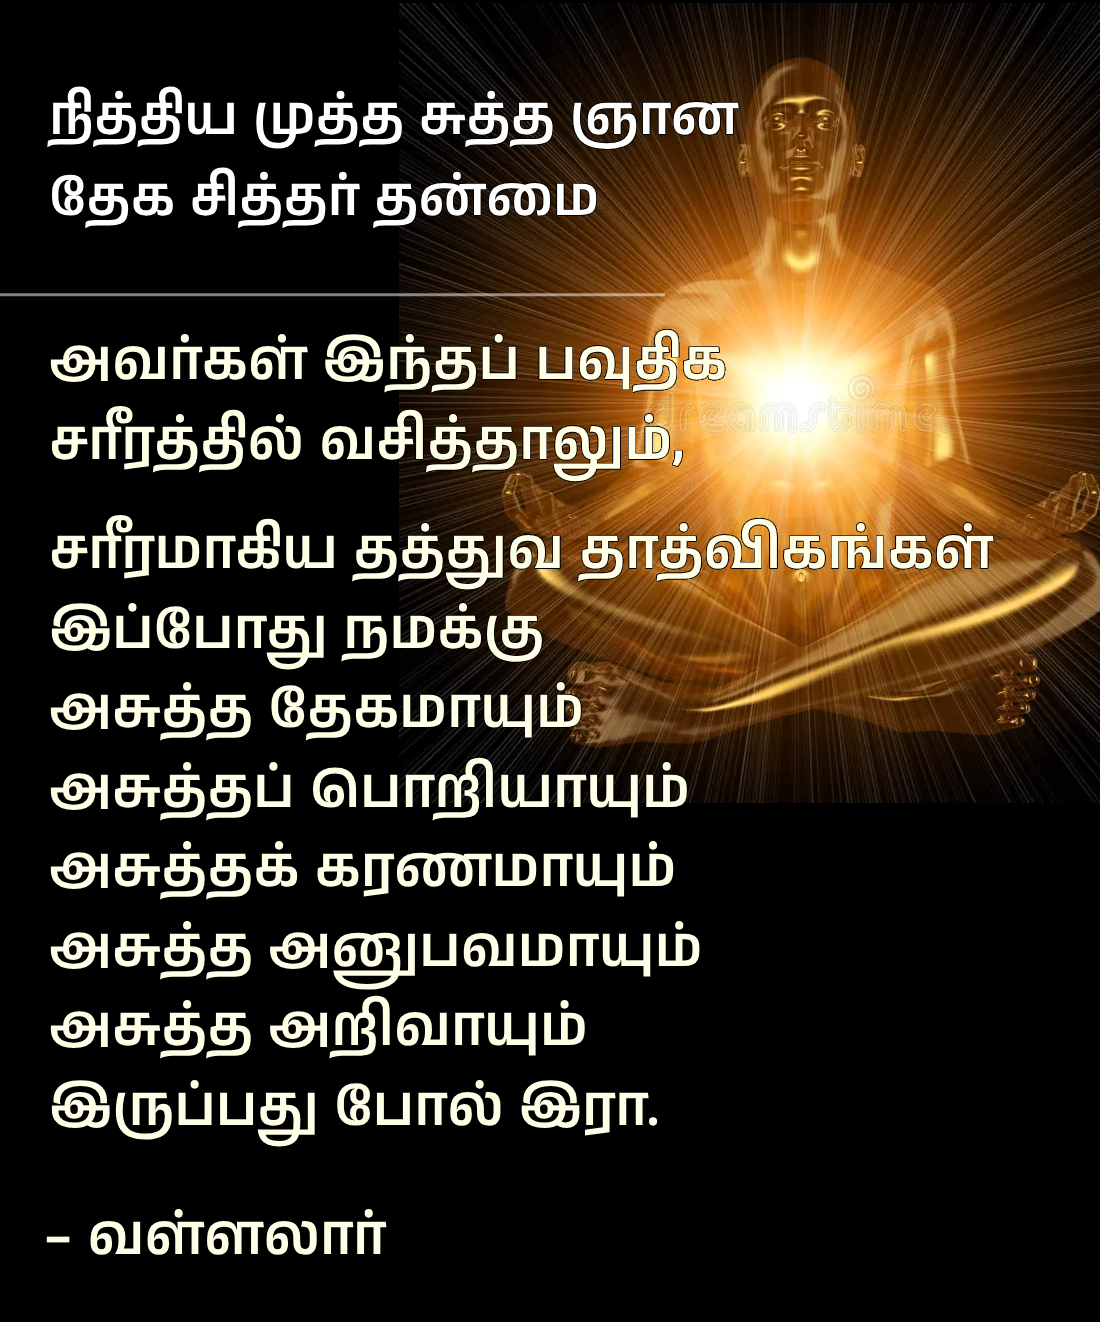 நித்திய முத்த சுத்த ஞான
தேக சித்தர் தன்மை
அவர்கள் இந்தப் பவுதிக
சரீரத்தில் வசித்தாலும்,
dreamstime
சரீரமாகிய தத்துவ தாத்விகங்கள்
இப்போது நமக்கு
அசுத்த தேகமாயும்
அசுத்தப் பொறியாயும்
அசுத்தக் கரணமாயும்
அசுத்த அனுபவமாயும்
அசுத்த அறிவாயும்
இருப்பது போல் இரா.
– வள்ளலார்